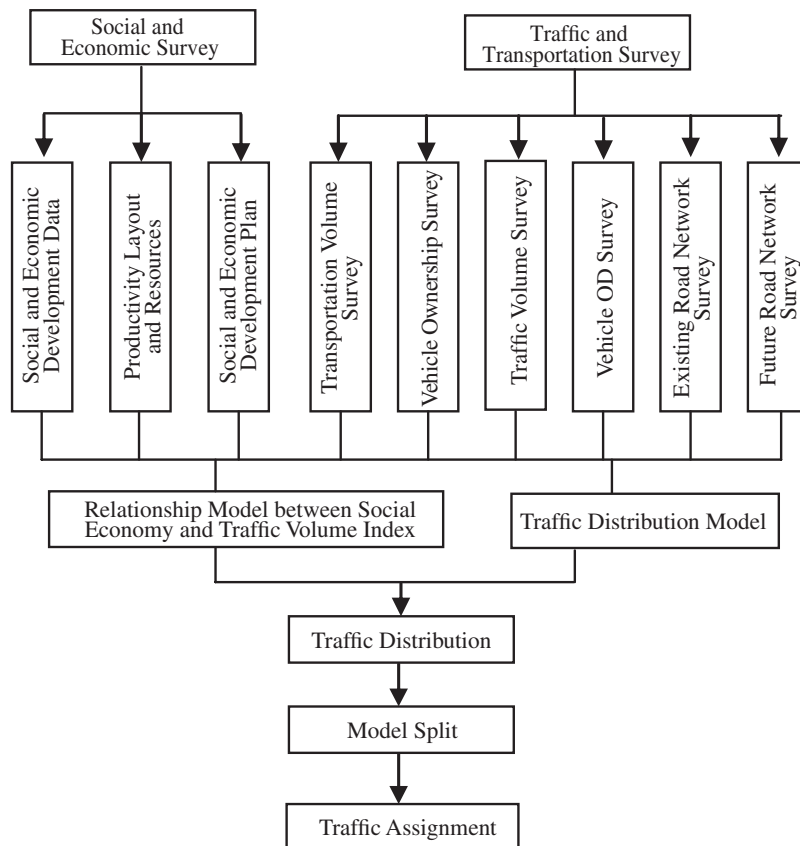 Social and
Economic Survey
Traffic and
Transportation Survey
Social and Economic
Development Data
Productivity Layout
and Resources
Social and Economic
Development Plan
Transportation Volume
Survey
Vehicle Ownership Survey
Traffic Volume Survey
Vehicle OD Survey
Existing Road Network
Survey
Future Road Network
Survey
Relationship Model between Social
Economy and Traffic Volume Index
Traffic Distribution Model
Traffic Distribution
Model Split
Traffic Assignment